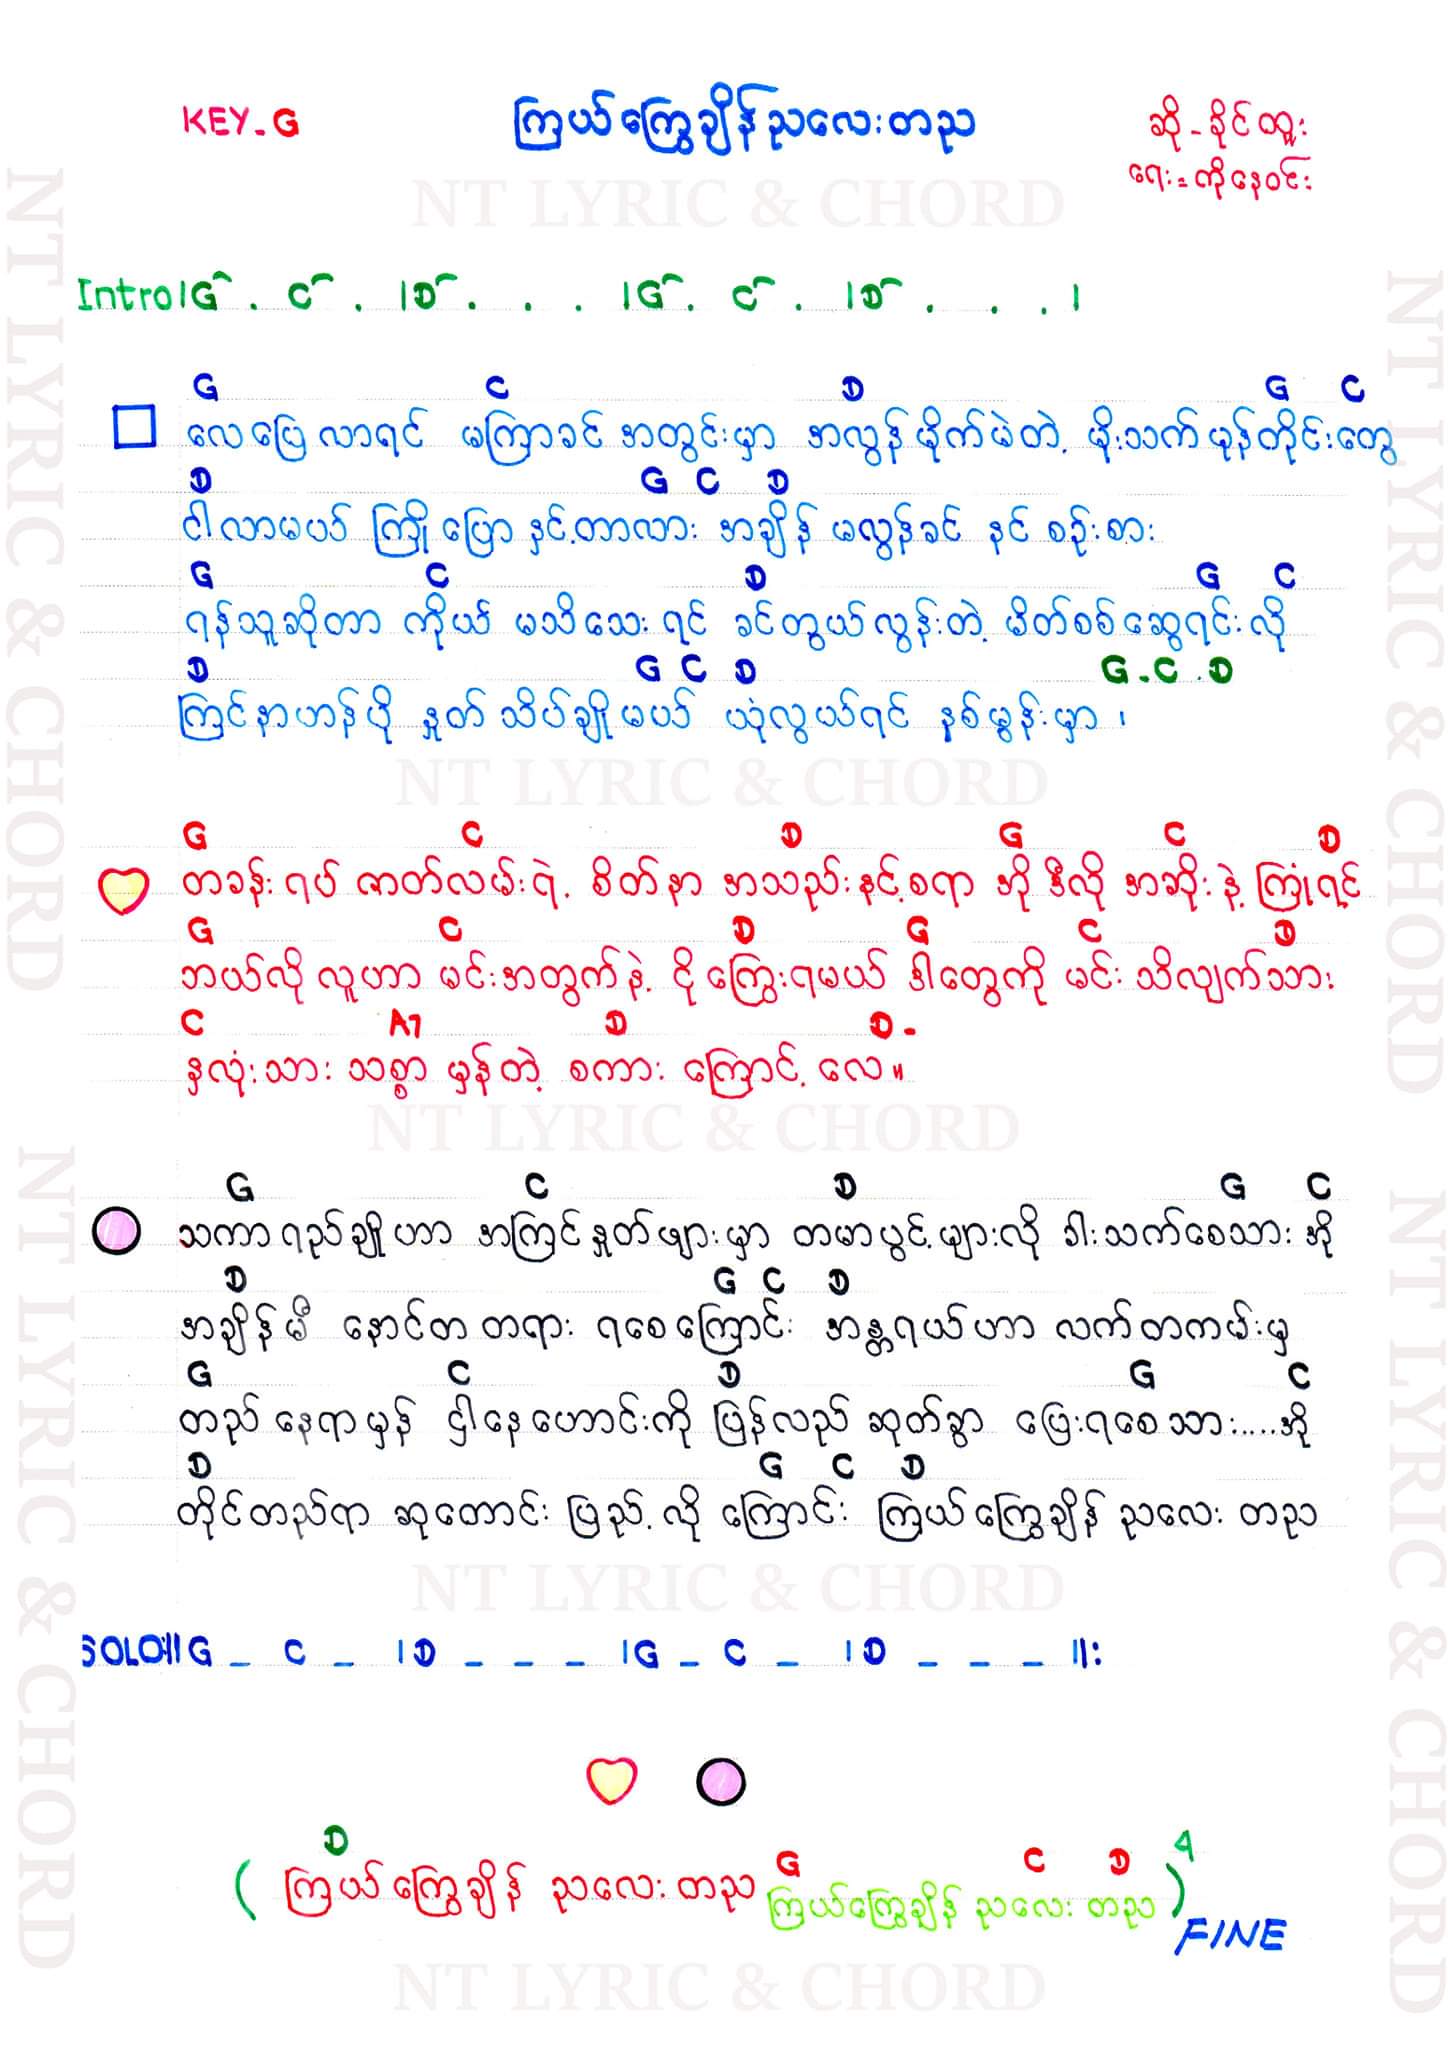 KEY - G
ကြယ်ကြွေချိန်ညလေးတည
ဆို - ခိုင်ထူး
ရေး = ကိုနေဝင်း
NT LYRIC & CHORD
Intro | G . C . | D . . . | G . C . | D . . . |
G C D G C
လေပြေလာရင် မကြာခင်အတွင်းမှာ အလွန်မိုက်မဲတဲ့ မိုးသက်မုန်တိုင်းတွေ
D G C D
ငါလာမယ် ကြိုပြောနှင့်တာလား အချိန်မလွန်ခင် နင်စဉ်းစား
G C D G C
ရန်သူဆိုတာ ကိုယ်မသိသေးရင် ခင်တွယ်လွန်းတဲ့ မိတ်စစ်ဆွေရင်းလို
D G C D G . C . D
ကြင်နာဟန်ပို နှုတ်သိပ်ချိုမယ် ယုံလွယ်ရင် နစ်မွန်းမှာ ၊
NT LYRIC & CHORD
G C D G C D
တခန်းရပ် ဇာတ်လမ်းရဲ့ စိတ်နာအသည်းနင့်စရာ အို ဒီလို အဆိုးနဲ့ ကြုံရင့်
G C D G C D
ဘယ်လိုလူဟာ မင်းအတွက်နဲ့ ငိုကြွေးရမယ် ဒါတွေကို မင်းသိလျက်သား
C A7 D D -
နှလုံးသား သစ္စာမှန်တဲ့ စကားကြောင့်လေ။
NT LYRIC & CHORD
G C D G C
သကာရည်ချိုဟာ အကြင်နှုတ်ဖျားမှာ တမာပွင့်များလို ခါးသက်စေသား အို
D G C D
အချိန်မီ နောင်တတရား ရစေကြောင်း အန္တရယ်ဟာ လက်တကမ်းမှ
G C D G C
တည်နေရာမှန် ဌါနေဟောင်းကို ပြန်လည်ဆုတ်ခွာ ပြေးရစေသား....အို
D G C D
တိုင်တည်ရာ ဆုတောင်းပြည့်လို့ကြောင်း ကြယ်ကြွေချိန် ညလေးတည
NT LYRIC & CHORD
SOLO:|| G _ C _ | D _ _ _ | G _ C _ | D _ _ _ ||:
D G C D
( ကြယ်ကြွေချိန် ညလေးတည ကြယ်ကြွေချိန် ညလေးတည )4
FINE
NT LYRIC & CHORD
NT LYRIC & CHORD
NT LYRIC & CHORD
NT LYRIC & CHORD
NT LYRIC & CHORD